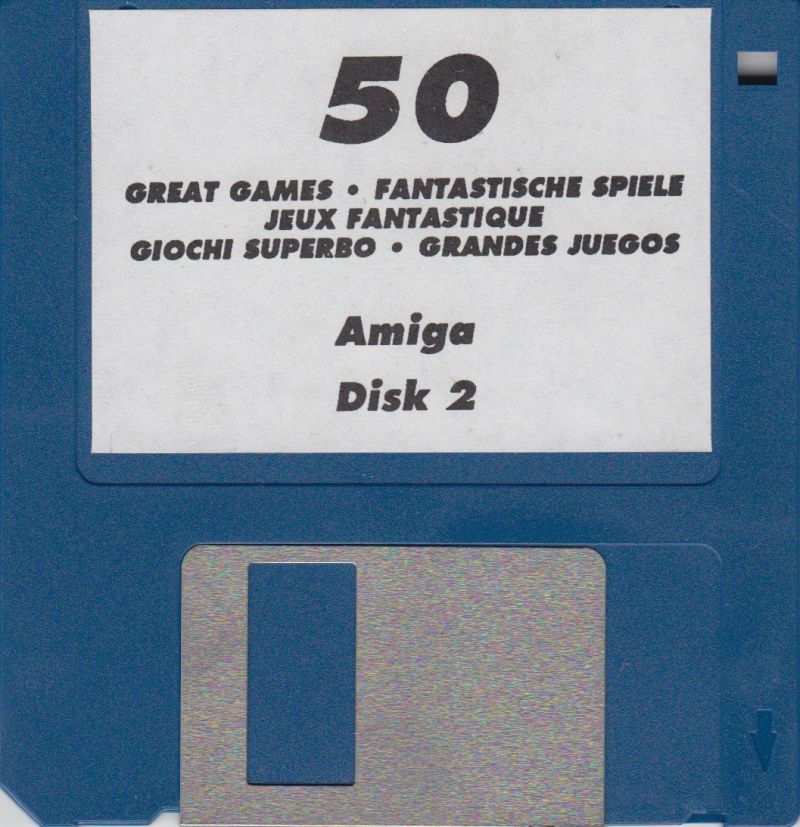 50
GREAT GAMES • FANTASTISCHE SPIELE
JEUX FANTASTIQUE
GIOCHI SUPERBO • GRANDES JUEGOS
Amiga
Disk 2